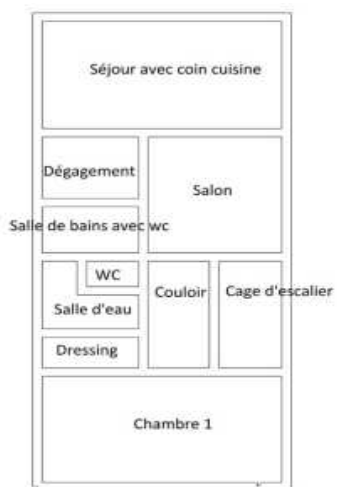 Séjour avec coin cuisine
Dégagement
Salon
Salle de bains avec wc
WC
Couloir
Cage d'escalier
Salle d'eau
Dressing
Chambre 1